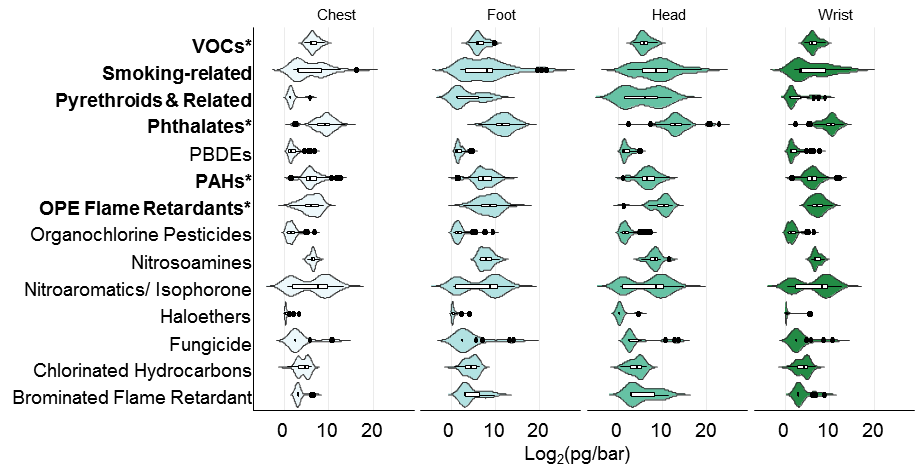 Chest Foot Head Wrist
VOCs*
Smoking-related
Pyrethroids & Related
Phthalates*
PBDEs
PAHs*
OPE Flame Retardants*
Organochlorine Pesticides
Nitrosoamines
Nitroaromatics/ Isophorone
Haloethers
Fungicide
Chlorinated Hydrocarbons
Brominated Flame Retardant
0 10 20 0 10 20 0 10 20 0 10 20
Log₂(pg/bar)